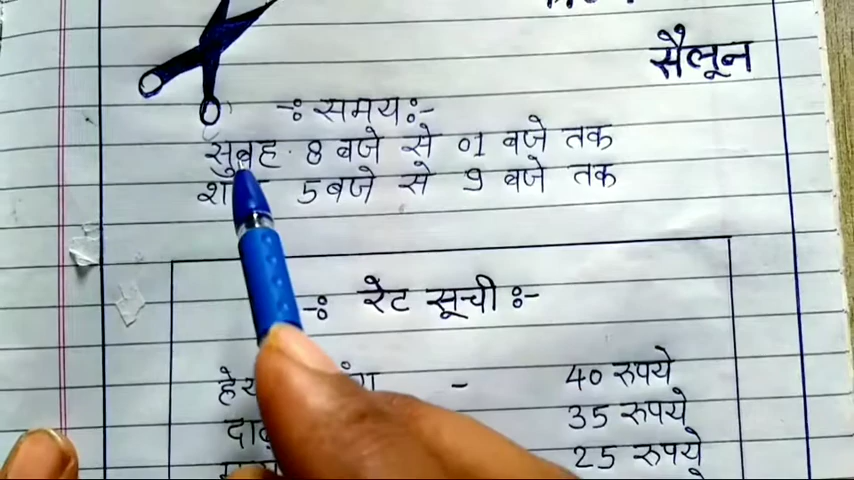 सैलून
-: समय :-
सुबह 8 बजे से 01 बजे तक
5 बजे से 9 बजे तक
-: रेट सूची :-
- 40 रुपये
35 रुपये
25 रुपये